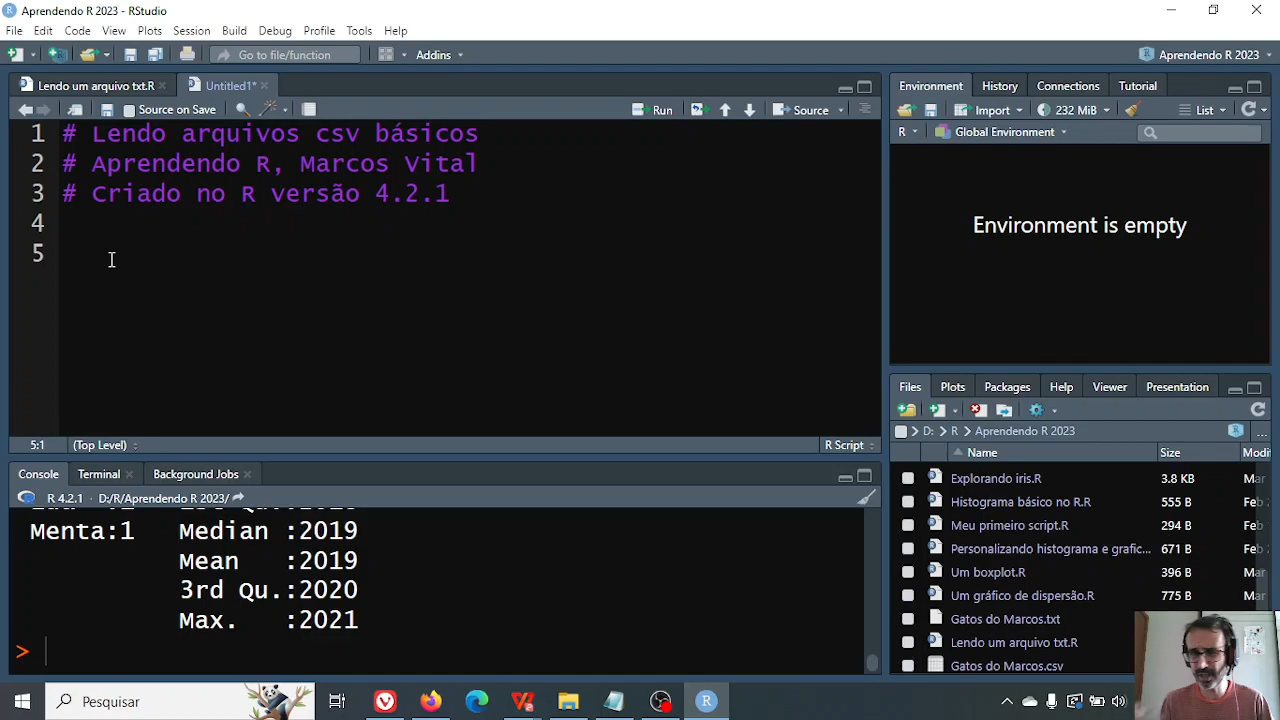 Aprendendo R 2023 - RStudio
File Edit Code View Plots Session Build Debug Profile Tools Help
Go to file/function Addins Aprendendo R 2023
Lendo um arquivo txt.R Untitled1*
Source on Save Run Source
1 # Lendo arquivos csv básicos
2 # Aprendendo R, Marcos Vital
3 # Criado no R versão 4.2.1
4
5
5:1 (Top Level) R Script
Console Terminal Background Jobs
R 4.2.1 · D:/R/Aprendendo R 2023/
Menta:1 Median :2019
Mean :2019
3rd Qu.:2020
Max. :2021
>
Environment History Connections Tutorial
Import 232 MiB List
R Global Environment
Environment is empty
Files Plots Packages Help Viewer Presentation
D: R Aprendendo R 2023 ...
Name Size Modi
Explorando iris.R 3.8 KB Mar
Histograma básico no R.R 555 B Feb
Meu primeiro script.R 294 B Feb
Personalizando histograma e grafic... 671 B Feb
Um boxplot.R 396 B Mar
Um gráfico de dispersão.R 775 B Mar
Gatos do Marcos.txt
Lendo um arquivo txt.R
Gatos do Marcos.csv
Pesquisar